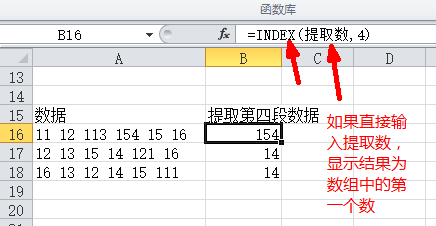 函数库
B16 fx =INDEX(提取数,4)
A B C D
13
14
15 数据 提取第四段数据
16 11 12 113 154 15 16 154
17 12 13 15 14 121 16 14
18 16 13 12 14 15 111 14
19
20
21
如果直接输
入提取数，
显示结果为
数组中的第
一个数